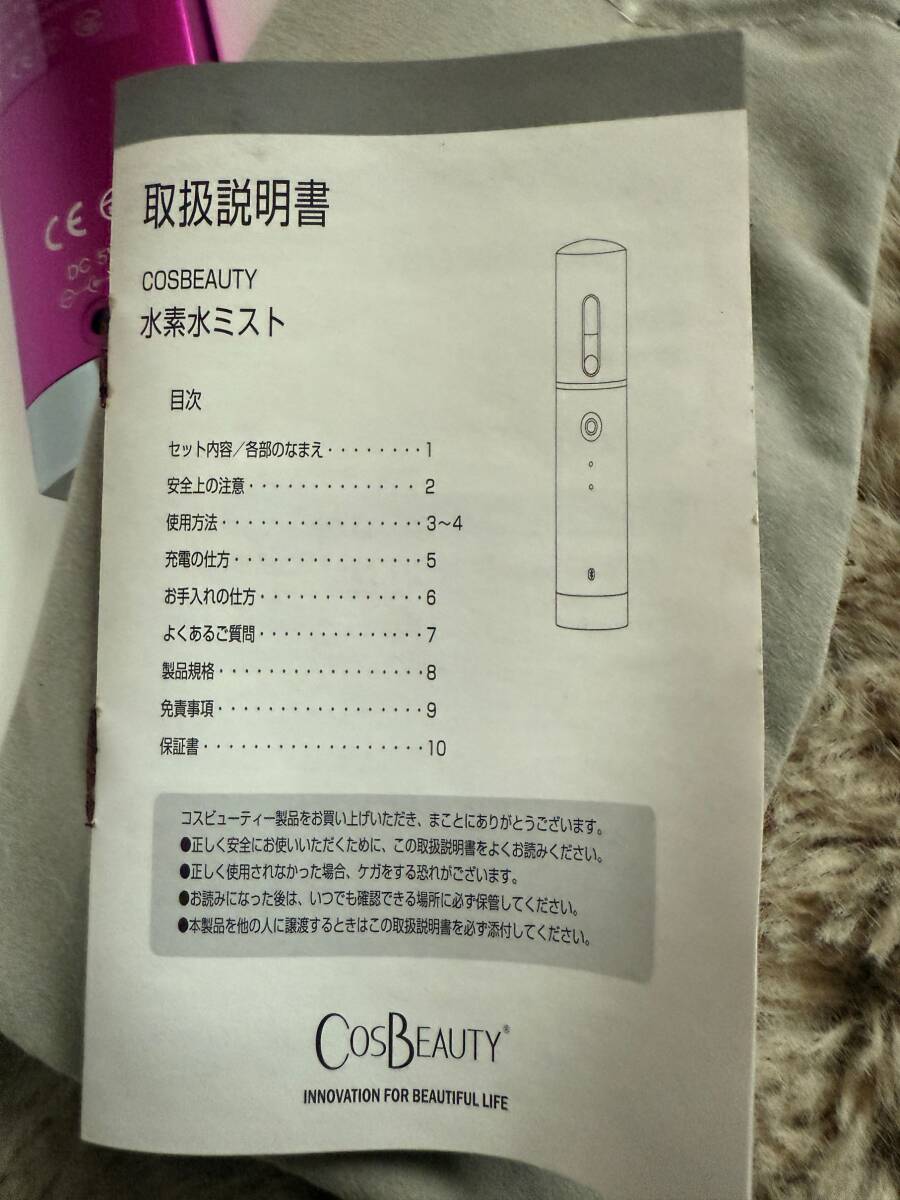 CE
DC 5
取扱説明書
COSBEAUTY
水素水ミスト
目次
セット内容／各部のなまえ········1
安全上の注意··············2
使用方法·················3～4
充電の仕方················5
お手入れの仕方·············6
よくあるご質問··············7
製品規格·················8
免責事項·················9
保証書···················10
コスビューティー製品をお買い上げいただき、まことにありがとうございます。
●正しく安全にお使いいただくために、この取扱説明書をよくお読みください。
●正しく使用されなかった場合、ケガをする恐れがございます。
●お読みになった後は、いつでも確認できる場所に必ず保管してください。
●本製品を他の人に譲渡するときはこの取扱説明書を必ず添付してください。
COSBEAUTY®
INNOVATION FOR BEAUTIFUL LIFE